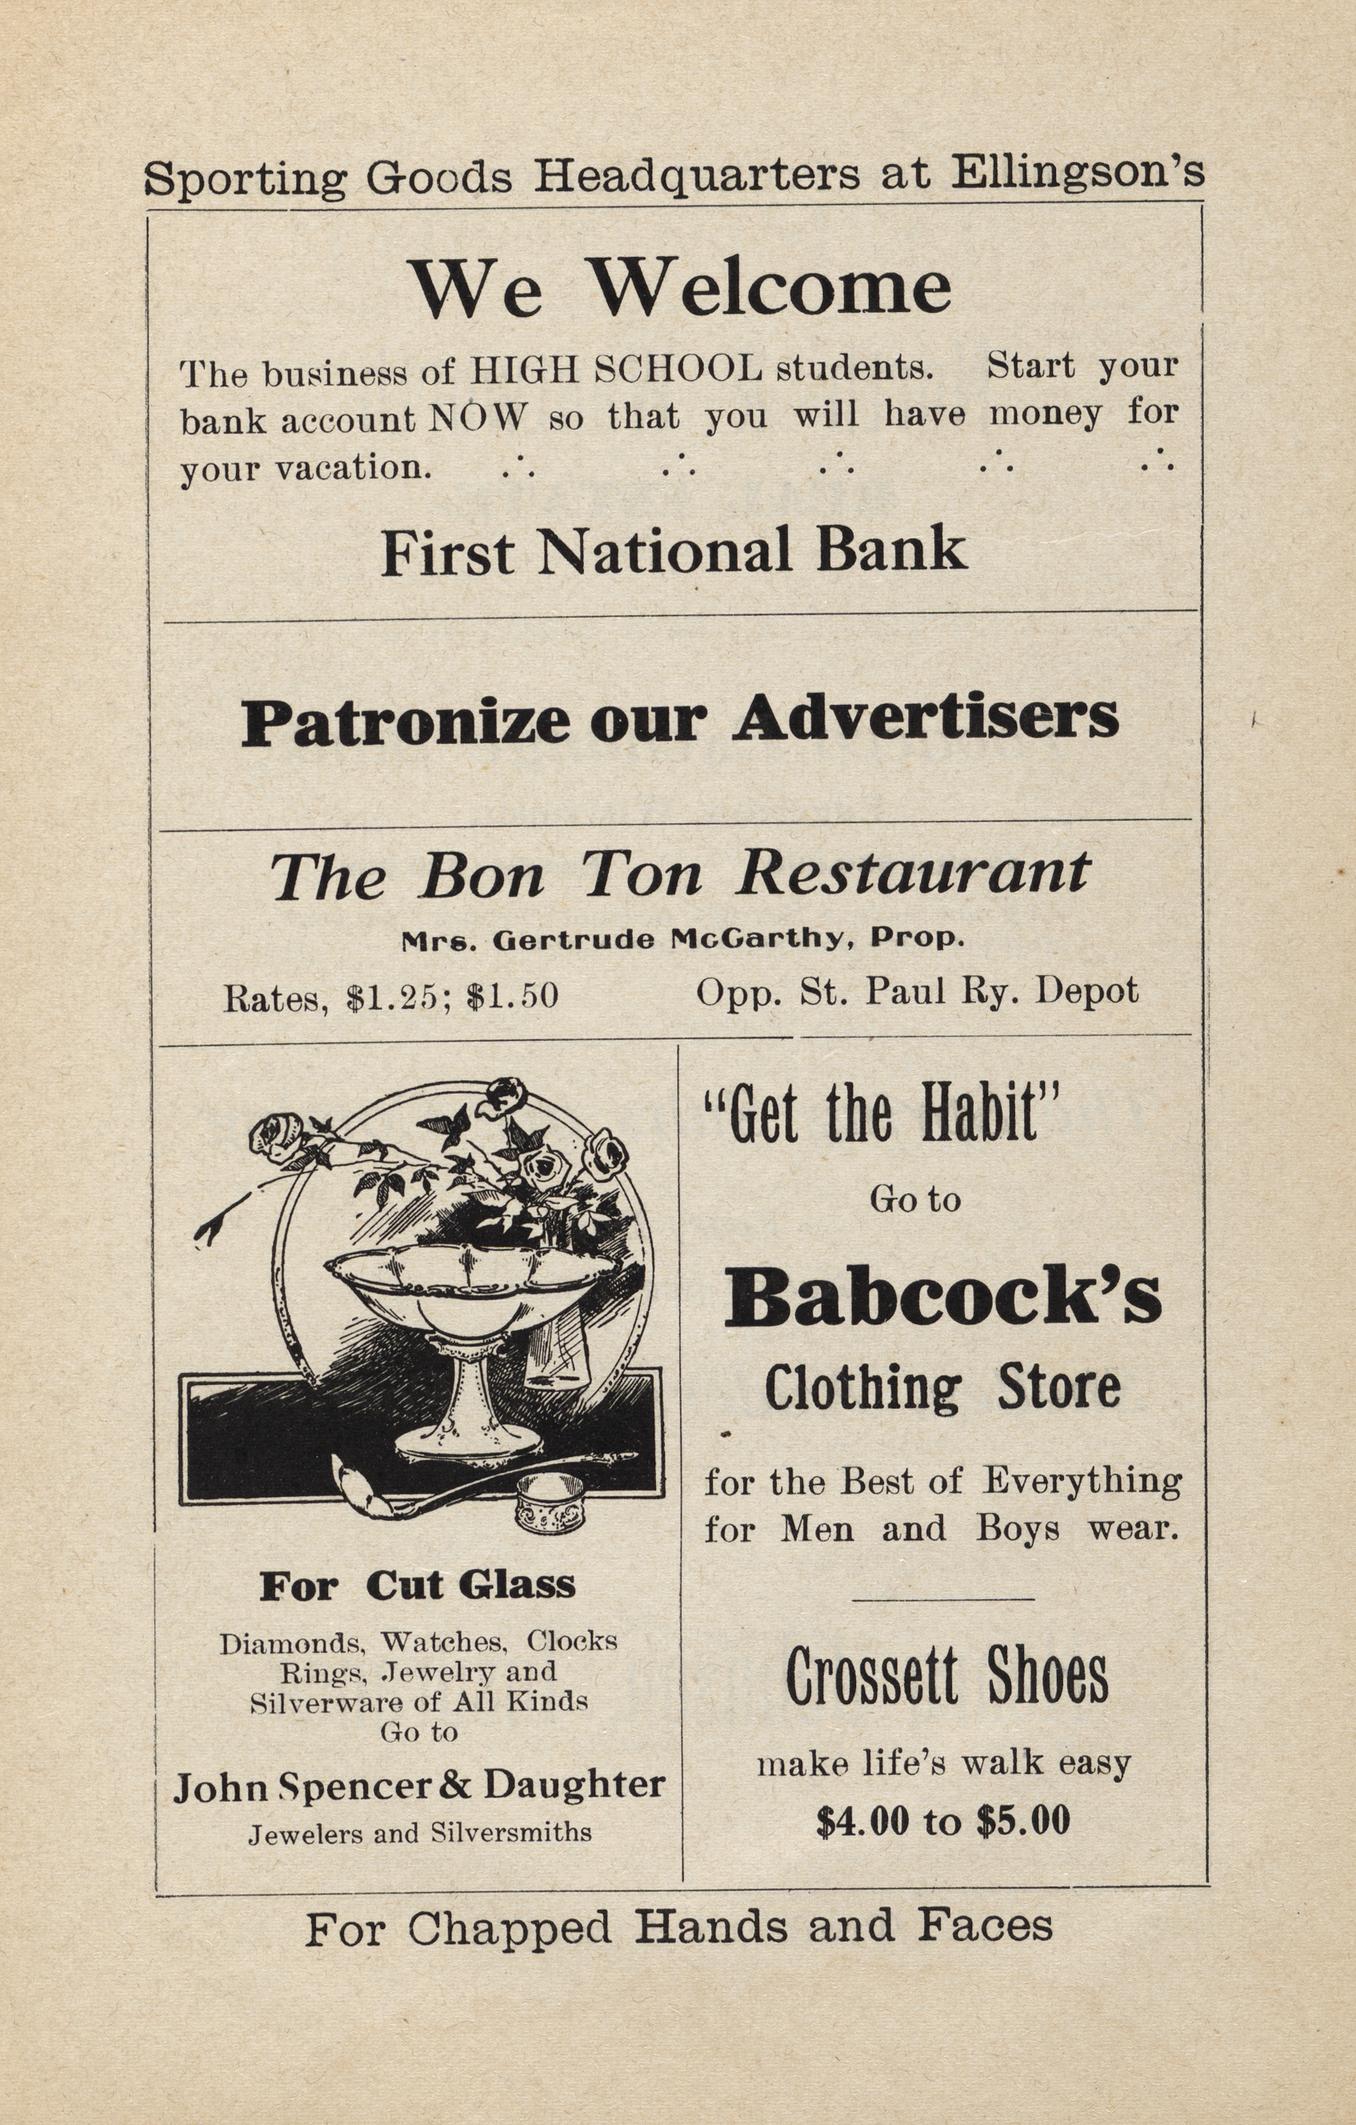 Sporting Goods Headquarters at Ellingson's
We Welcome
The business of HIGH SCHOOL students. Start your
bank account NOW so that you will have money for
your vacation. ∴ ∴ ∴ ∴ ∴
First National Bank
Patronize our Advertisers
The Bon Ton Restaurant
Mrs. Gertrude McGarthy, Prop.
Rates, $1.25; $1.50 Opp. St. Paul Ry. Depot
For Cut Glass
Diamonds, Watches, Clocks
Rings, Jewelry and
Silverware of All Kinds
Go to
John Spencer & Daughter
Jewelers and Silversmiths
“Get the Habit”
Go to
Babcock's
Clothing Store
for the Best of Everything
for Men and Boys wear.
Crossett Shoes
make life's walk easy
$4.00 to $5.00
For Chapped Hands and Faces